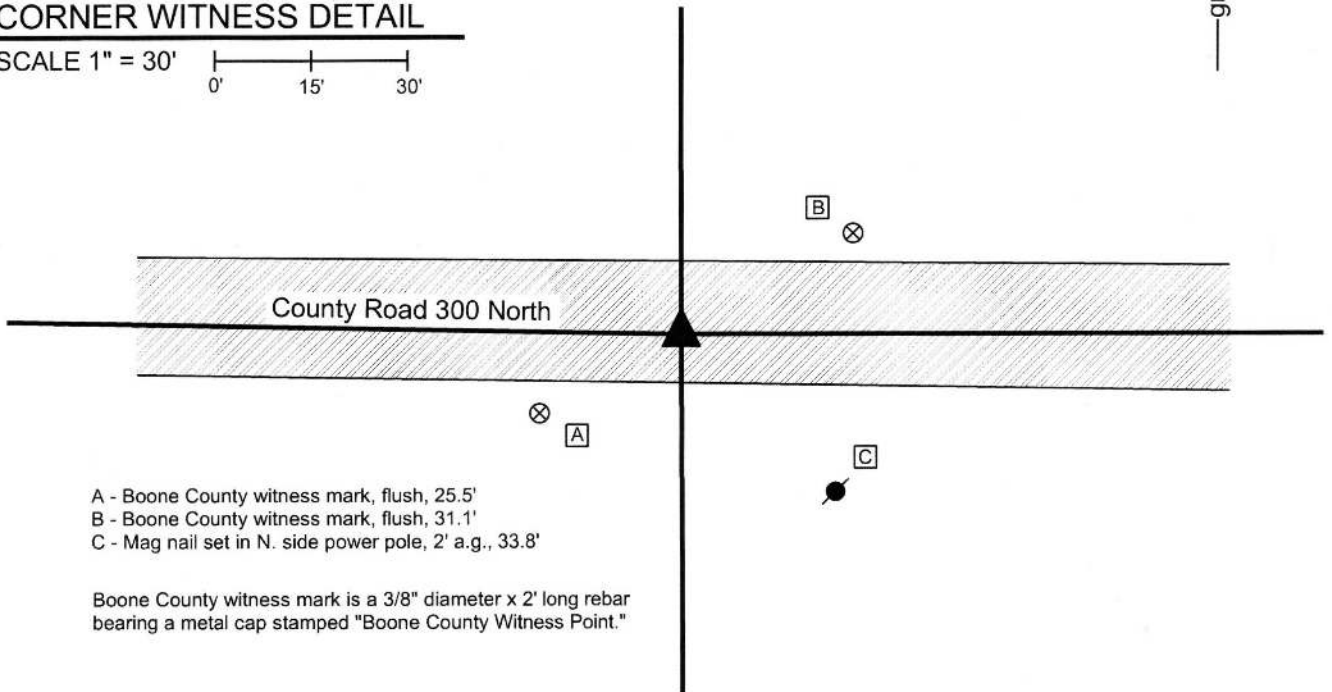 CORNER WITNESS DETAIL
SCALE 1" = 30'
0' 15' 30'
gr
B
County Road 300 North
A
C
A - Boone County witness mark, flush, 25.5'
B - Boone County witness mark, flush, 31.1'
C - Mag nail set in N. side power pole, 2' a.g., 33.8'
Boone County witness mark is a 3/8" diameter x 2' long rebar
bearing a metal cap stamped "Boone County Witness Point."